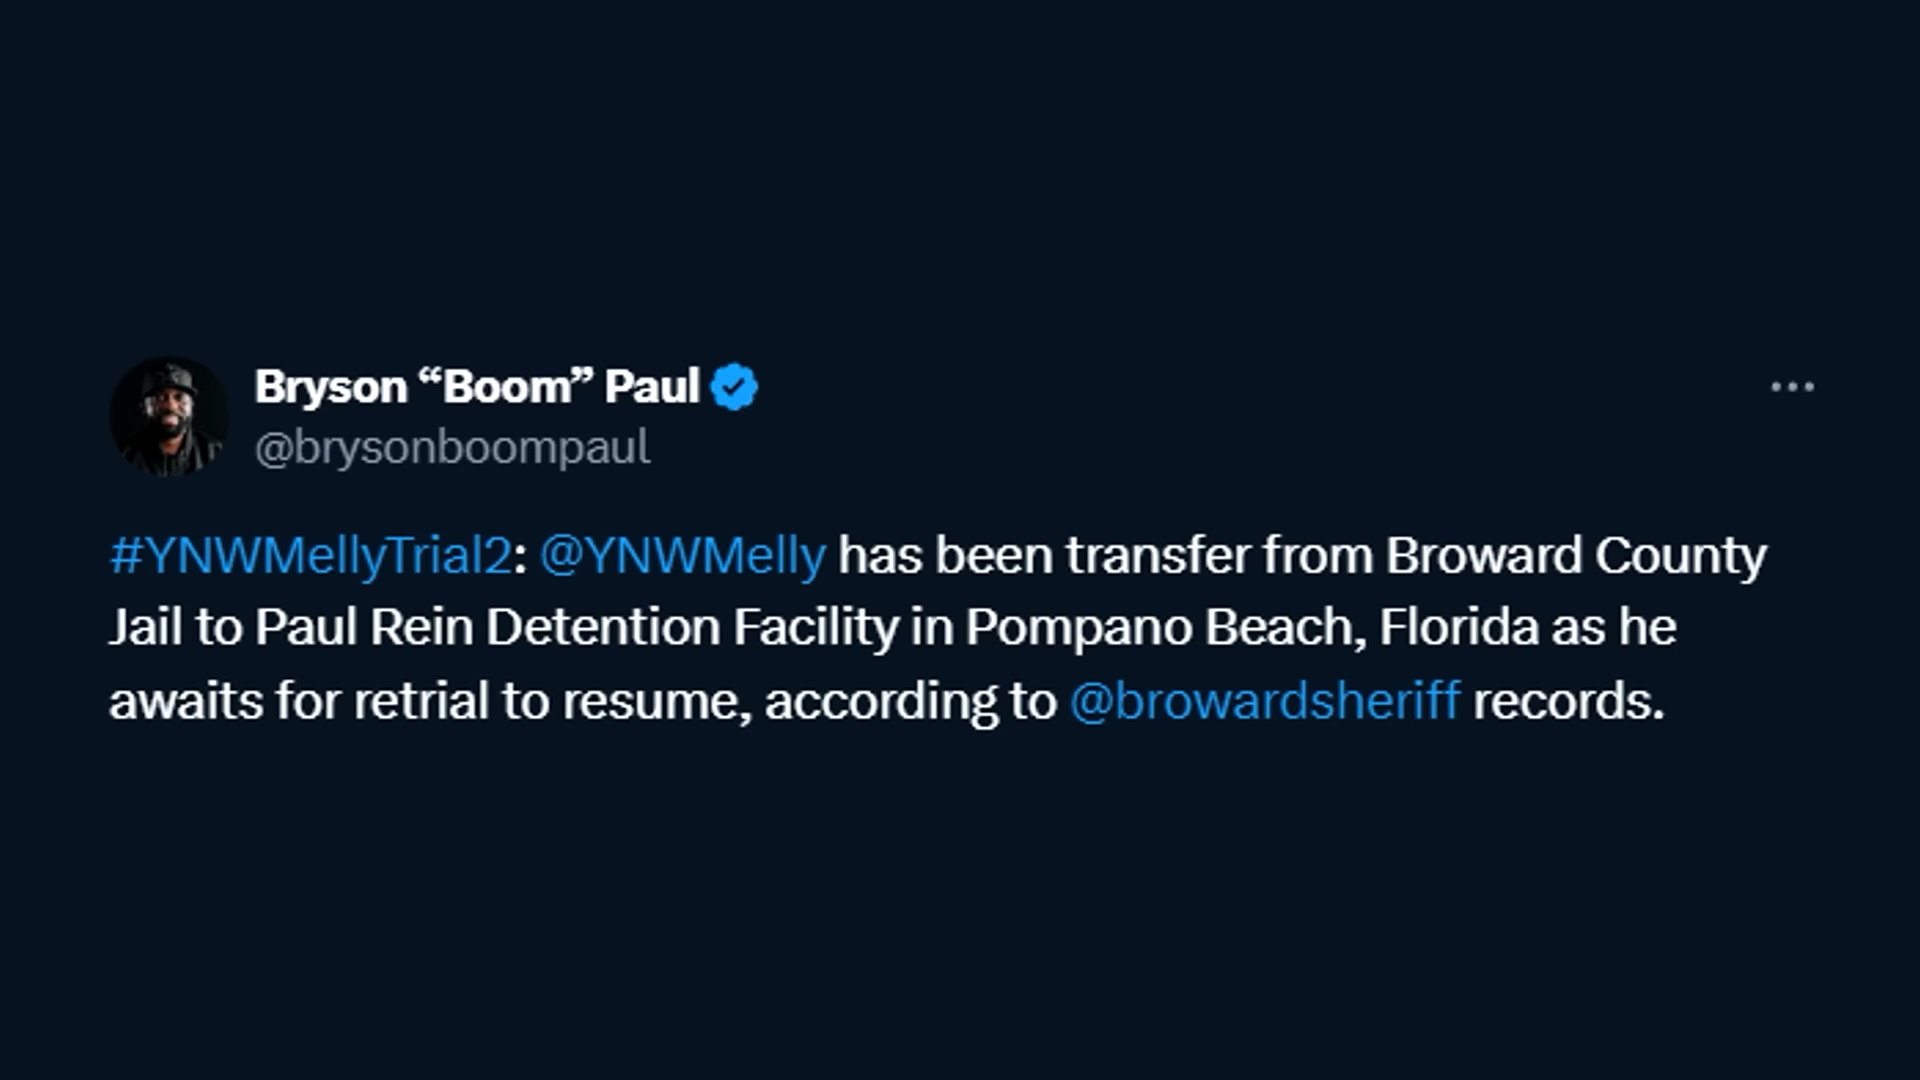 Bryson “Boom” Paul
@brysonboompaul
#YNWMellyTrial2: @YNWMelly has been transfer from Broward County
Jail to Paul Rein Detention Facility in Pompano Beach, Florida as he
awaits for retrial to resume, according to @browardsheriff records.